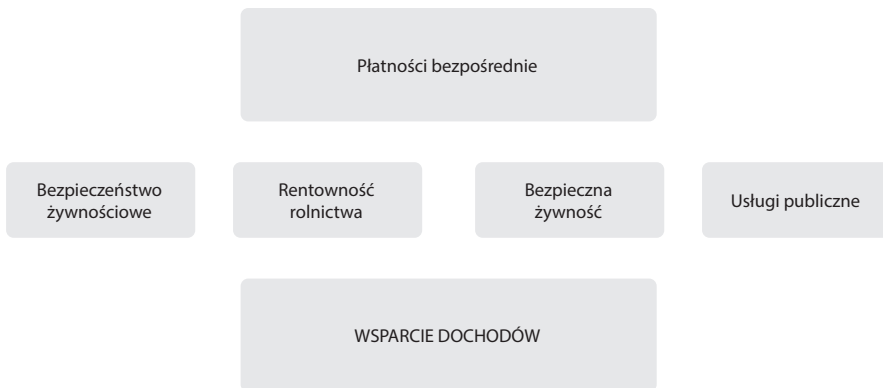 Płatności bezpośrednie
Bezpieczeństwo
żywnościowe
Rentowność
rolnictwa
Bezpieczna
żywność
Usługi publiczne
WSPARCIE DOCHODÓW